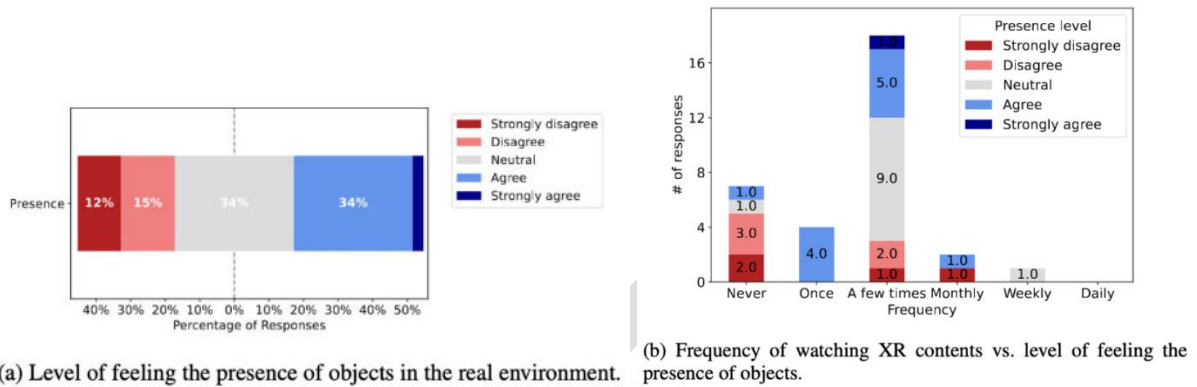 Strongly disagree
Disagree
Neutral
Agree
Strongly agree
Presence
12% 15% 34% 34%
40% 30% 20% 10% 0% 10% 20% 30% 40% 50%
Percentage of Responses
(a) Level of feeling the presence of objects in the real environment.
Presence level
Strongly disagree
Disagree
Neutral
Agree
Strongly agree
# of responses
16
12
8
4
0
1.0
1.0
3.0
2.0
4.0
1.0
5.0
9.0
2.0
1.0
1.0
1.0
1.0
Never Once A few times Monthly Weekly Daily
Frequency
(b) Frequency of watching XR contents vs. level of feeling the
presence of objects.